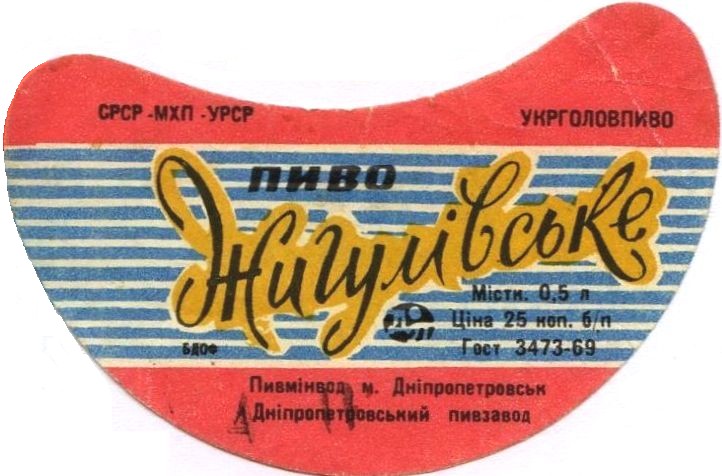 СРСР-МХП-УРСР
УКРГОЛОВПИВО
ПИВО
Жигулівське
Містк. 0,5 л
Ціна 25 коп. б/п
Гост 3473-69
БДОФ
Пивмінвод м. Дніпропетровськ
Дніпропетровський пивзавод